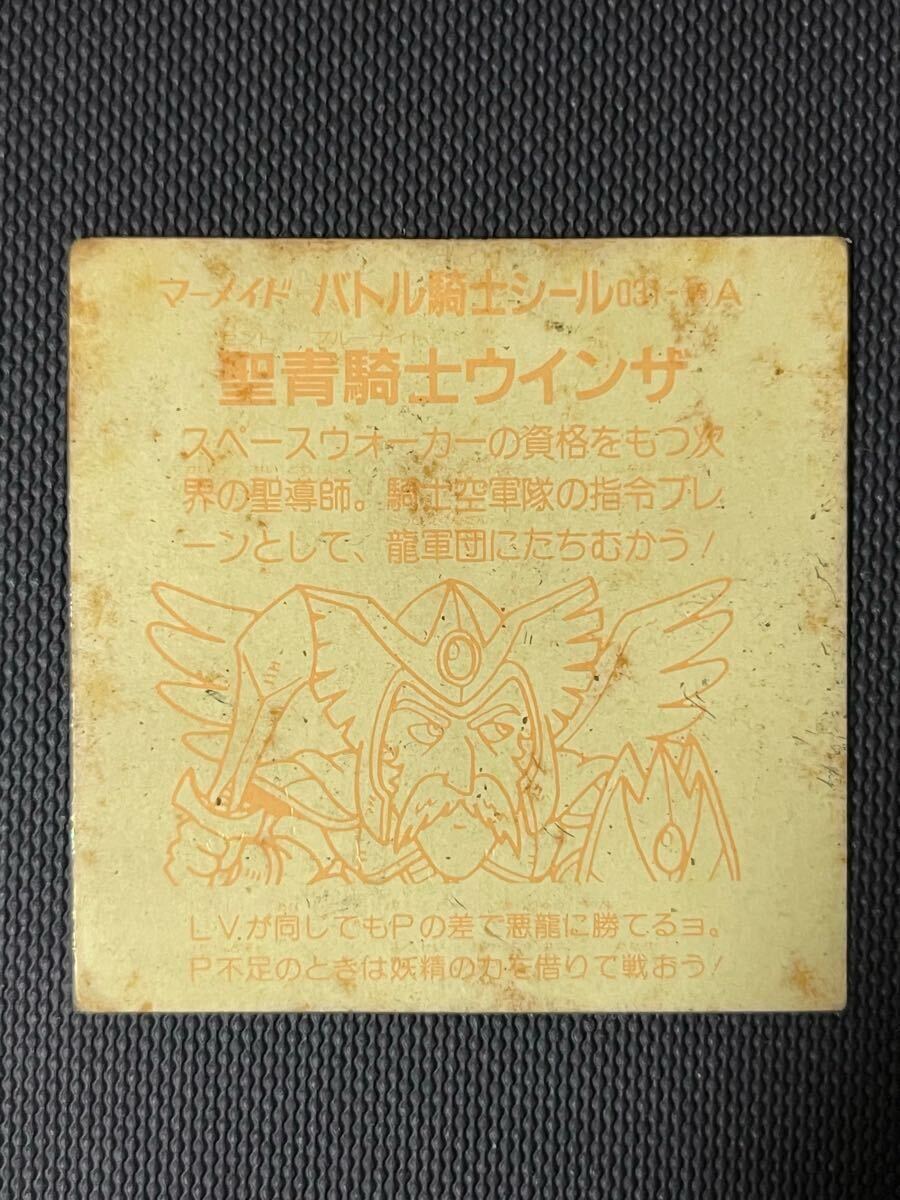 マーメイド バトル騎士シール031- A
聖青騎士ウインザ
スペースウォーカーの資格をもつ次
界の聖導師。騎士空軍隊の指令ブレ
ーンとして、龍軍団にたちむかう!
LV.が同じでもPの差で悪龍に勝てるヨ。
P不足のときは妖精の力を借りて戦おう!